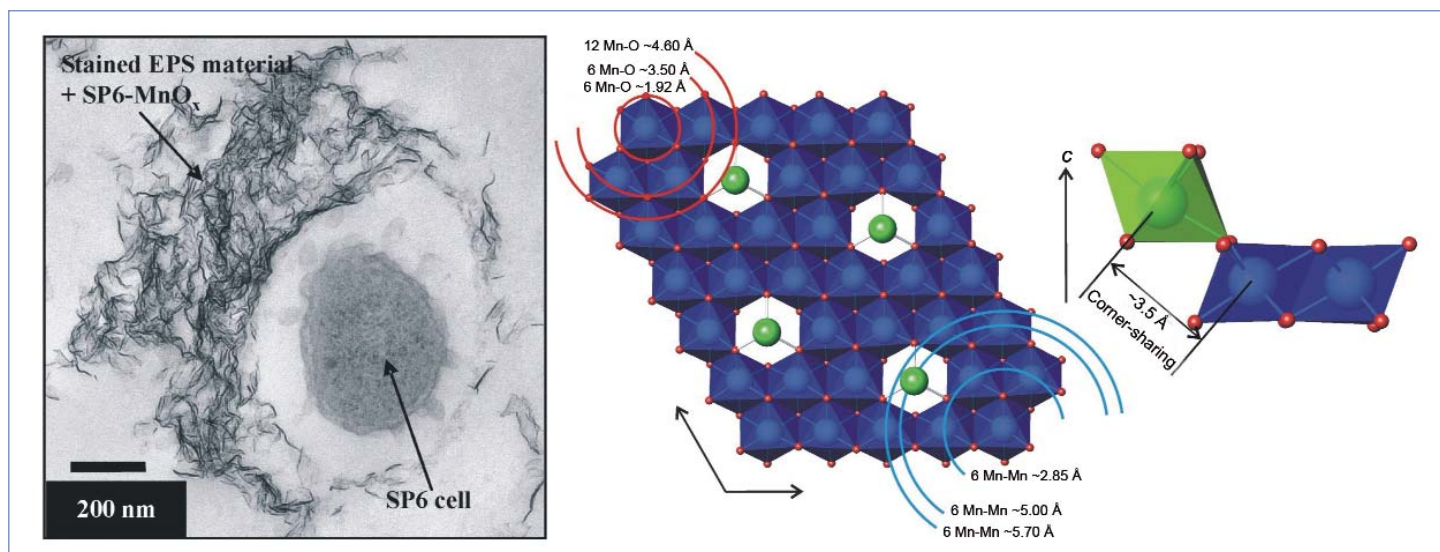 Stained EPS material
+ SP6-MnOₓ
SP6 cell
200 nm
12 Mn-O ~4.60 Å
6 Mn-O ~3.50 Å
6 Mn-O ~1.92 Å
6 Mn-Mn ~2.85 Å
6 Mn-Mn ~5.00 Å
6 Mn-Mn ~5.70 Å
c
~3.5 Å
Corner-sharing